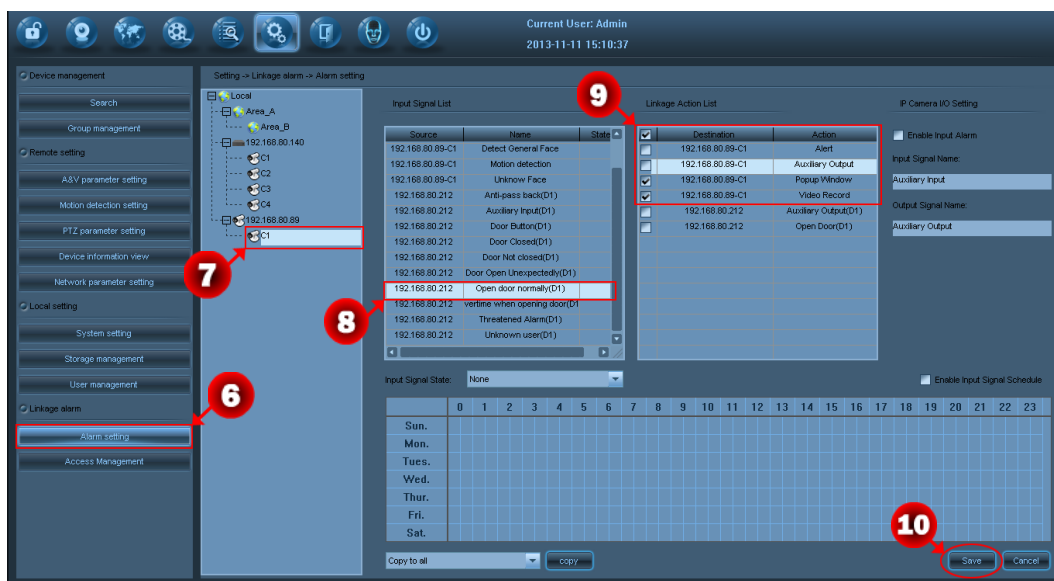 Current User: Admin
2013-11-11 15:10:37
Device management
Search
Group management
Remote setting
A&V parameter setting
Motion detection setting
PTZ parameter setting
Device information view
Network parameter setting
Local setting
System setting
Storage management
User management
Linkage alarm
Alarm setting
Access Management
6
Setting -> Linkage alarm -> Alarm setting
Local
Area_A
Area_B
192.168.80.140
C1
C2
C3
C4
192.168.80.89
C1
7
Input Signal List
Source Name State
192.168.80.89-C1 Detect General Face
192.168.80.89-C1 Motion detection
192.168.80.89-C1 Unknow Face
192.168.80.212 Anti-pass back(D1)
192.168.80.212 Auxiliary Input(D1)
192.168.80.212 Door Button(D1)
192.168.80.212 Door Closed(D1)
192.168.80.212 Door Not closed(D1)
192.168.80.212 Door Open Unexpectedly(D1)
192.168.80.212 Open door normally(D1)
192.168.80.212 vertime when opening door(D1
192.168.80.212 Threatened Alarm(D1)
192.168.80.212 Unknown user(D1)
8
9
Linkage Action List
Destination Action
192.168.80.89-C1 Alert
192.168.80.89-C1 Auxiliary Output
192.168.80.89-C1 Popup Window
192.168.80.89-C1 Video Record
192.168.80.212 Auxiliary Output(D1)
192.168.80.212 Open Door(D1)
IP Camera I/O Setting
Enable Input Alarm
Input Signal Name:
Auxiliary Input
Output Signal Name:
Auxiliary Output
Input Signal State: None
Enable Input Signal Schedule
0 1 2 3 4 5 6 7 8 9 10 11 12 13 14 15 16 17 18 19 20 21 22 23
Sun.
Mon.
Tues.
Wed.
Thur.
Fri.
Sat.
10
Copy to all copy Save Cancel